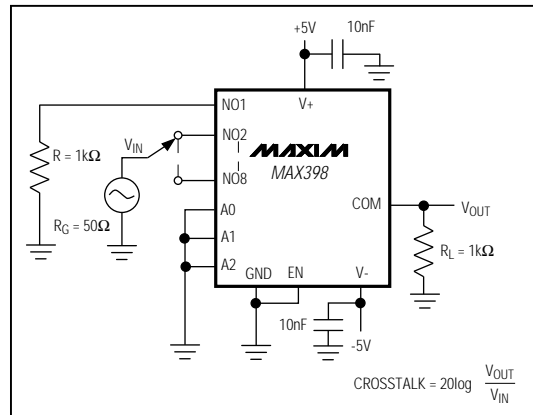 +5V
10nF
V+
NO1
NO2
NO8
R = 1kΩ
V_IN
R_G = 50Ω
MAXIM
MAX398
COM
V_OUT
R_L = 1kΩ
A0
A1
A2
GND
EN
V-
10nF
-5V
CROSSTALK = 20log V_OUT / V_IN